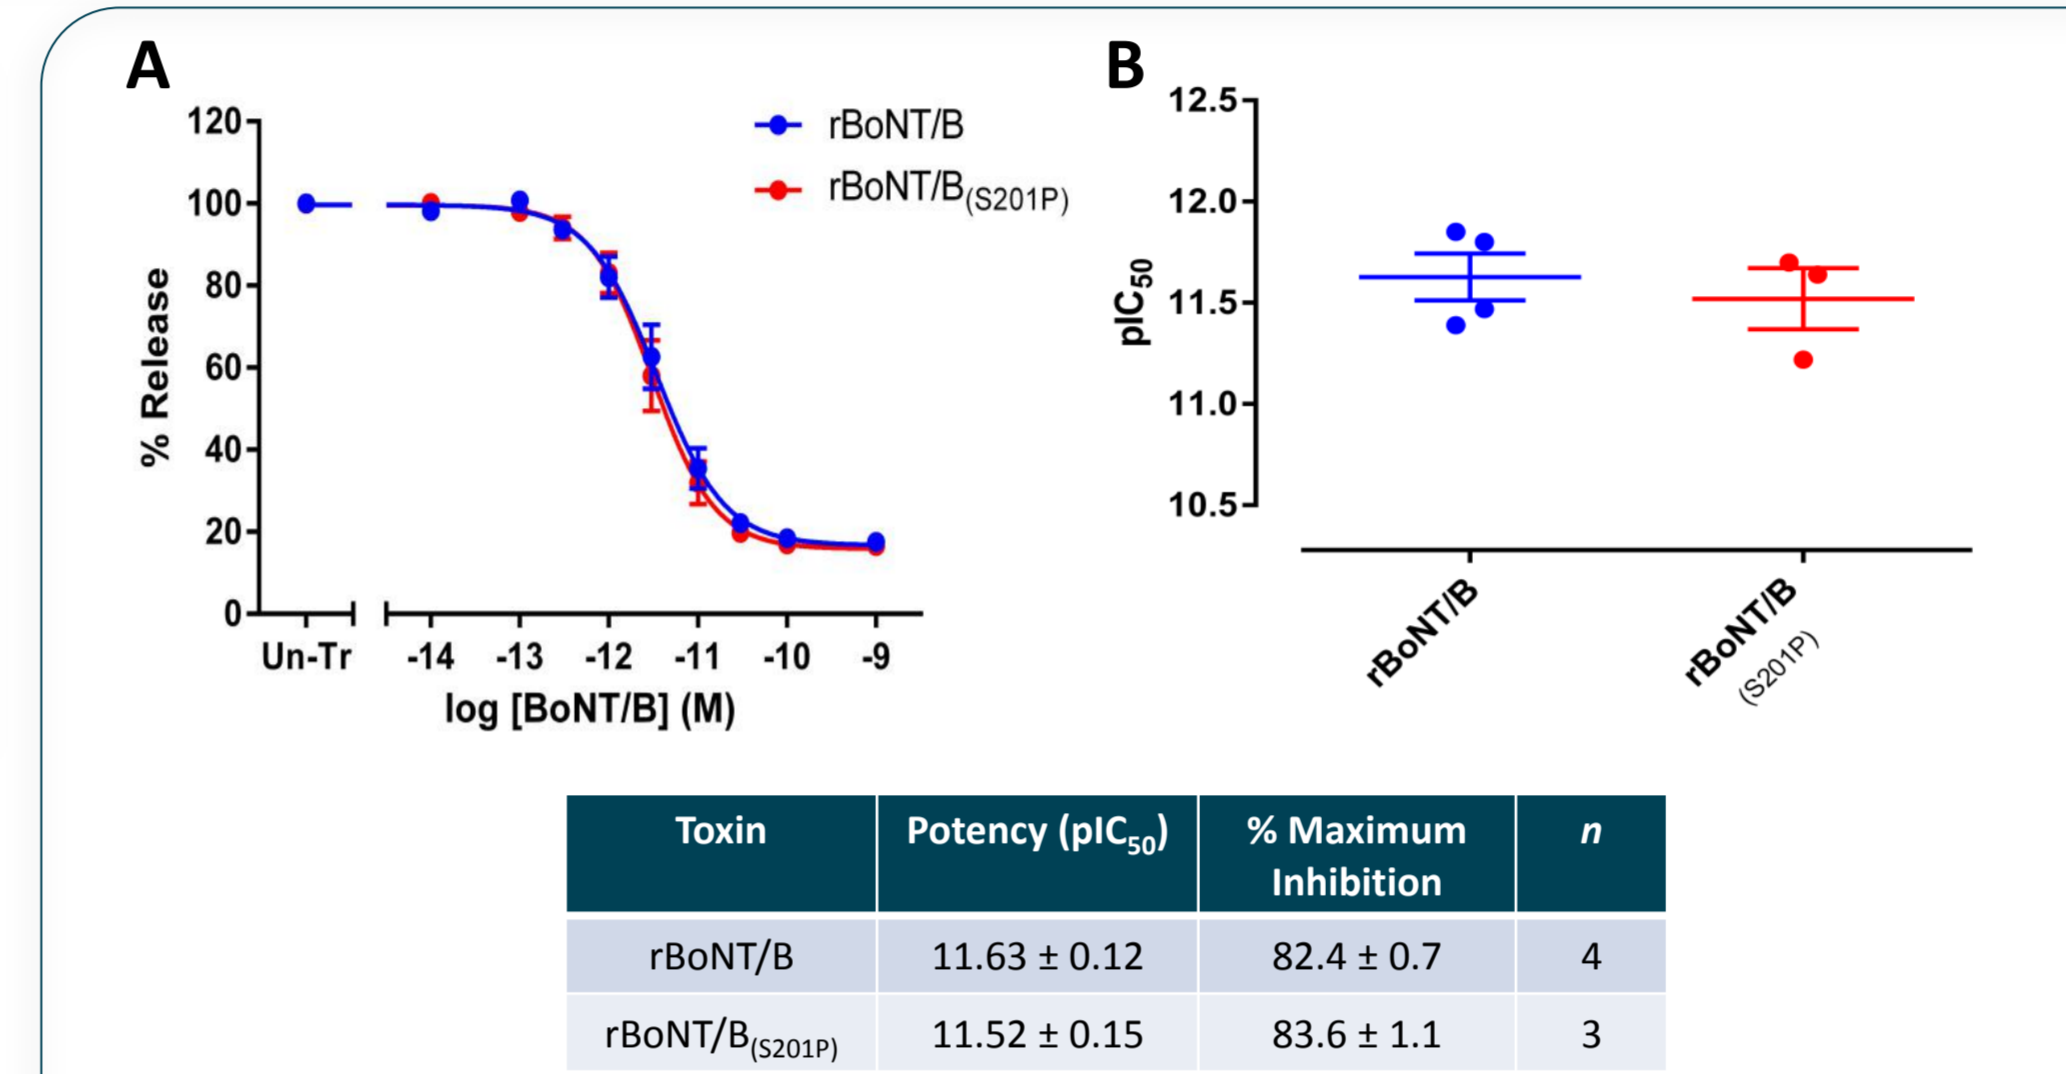 A
120
100
80
60
40
20
0
% Release
Un-Tr -14 -13 -12 -11 -10 -9
log [BoNT/B] (M)
rBoNT/B
rBoNT/B(S201P)
B
12.5
12.0
11.5
11.0
10.5
pIC50
rBoNT/B
rBoNT/B
(S201P)
Toxin Potency (pIC50) % Maximum Inhibition n
rBoNT/B 11.63 ± 0.12 82.4 ± 0.7 4
rBoNT/B(S201P) 11.52 ± 0.15 83.6 ± 1.1 3